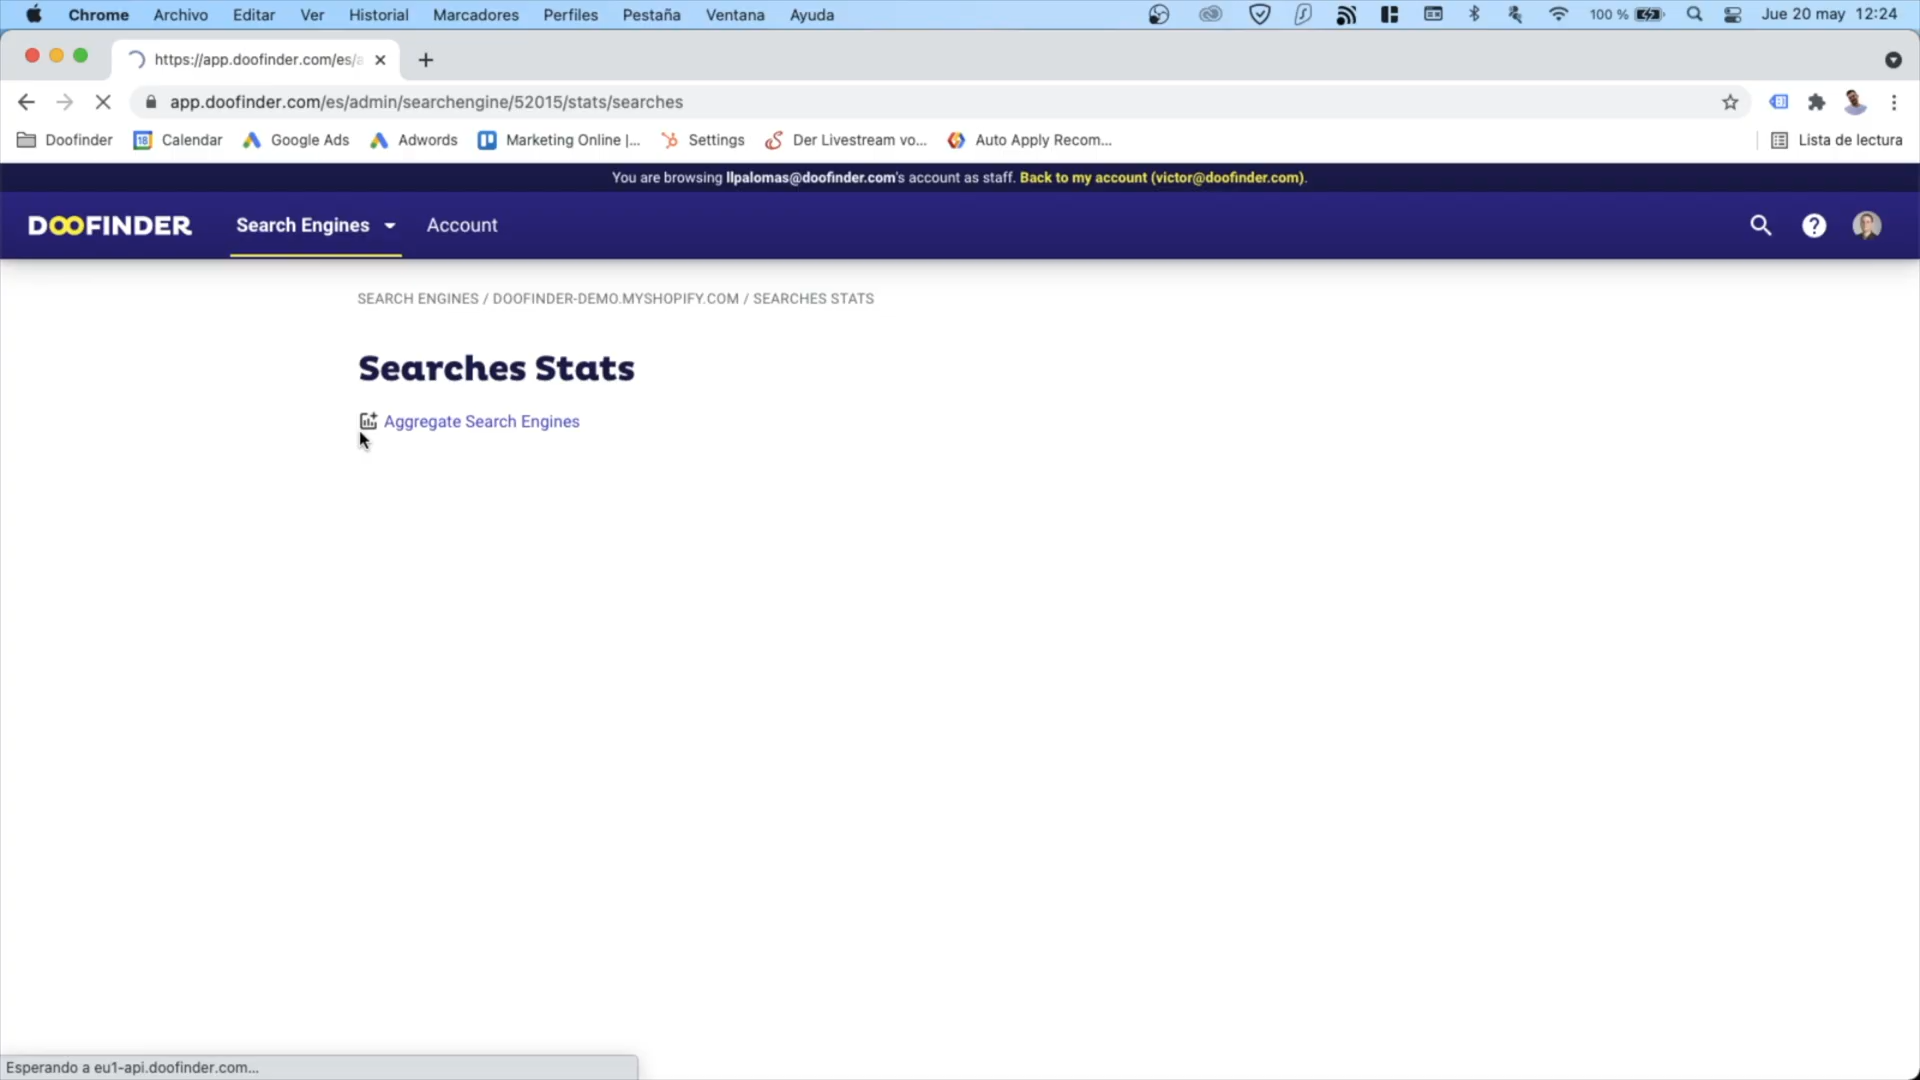 Chrome Archivo Editar Ver Historial Marcadores Perfiles Pestaña Ventana Ayuda 100 % Jue 20 may 12:24
https://app.doofinder.com/es/a
app.doofinder.com/es/admin/searchengine/52015/stats/searches
Doofinder 18 Calendar Google Ads Adwords Marketing Online |... Settings Der Livestream vo... Auto Apply Recom... Lista de lectura
You are browsing llpalomas@doofinder.com's account as staff. Back to my account (victor@doofinder.com).
DOOFINDER Search Engines Account
SEARCH ENGINES / DOOFINDER-DEMO.MYSHOPIFY.COM / SEARCHES STATS
Searches Stats
Aggregate Search Engines
Esperando a eu1-api.doofinder.com...